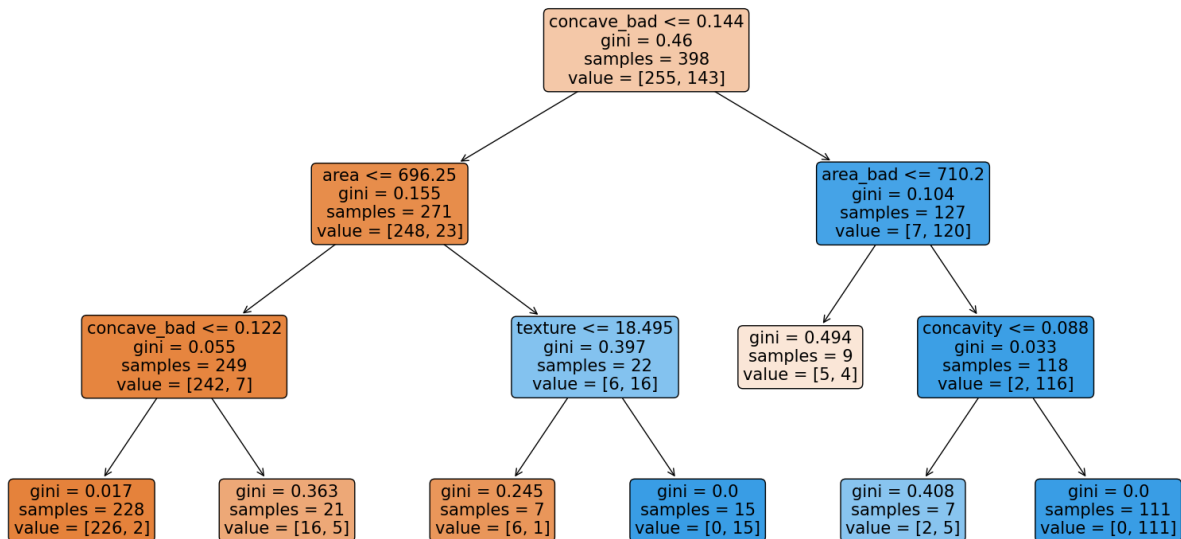 concave_bad <= 0.144
gini = 0.46
samples = 398
value = [255, 143]
area <= 696.25
gini = 0.155
samples = 271
value = [248, 23]
area_bad <= 710.2
gini = 0.104
samples = 127
value = [7, 120]
concave_bad <= 0.122
gini = 0.055
samples = 249
value = [242, 7]
texture <= 18.495
gini = 0.397
samples = 22
value = [6, 16]
gini = 0.494
samples = 9
value = [5, 4]
concavity <= 0.088
gini = 0.033
samples = 118
value = [2, 116]
gini = 0.017
samples = 228
value = [226, 2]
gini = 0.363
samples = 21
value = [16, 5]
gini = 0.245
samples = 7
value = [6, 1]
gini = 0.0
samples = 15
value = [0, 15]
gini = 0.408
samples = 7
value = [2, 5]
gini = 0.0
samples = 111
value = [0, 111]